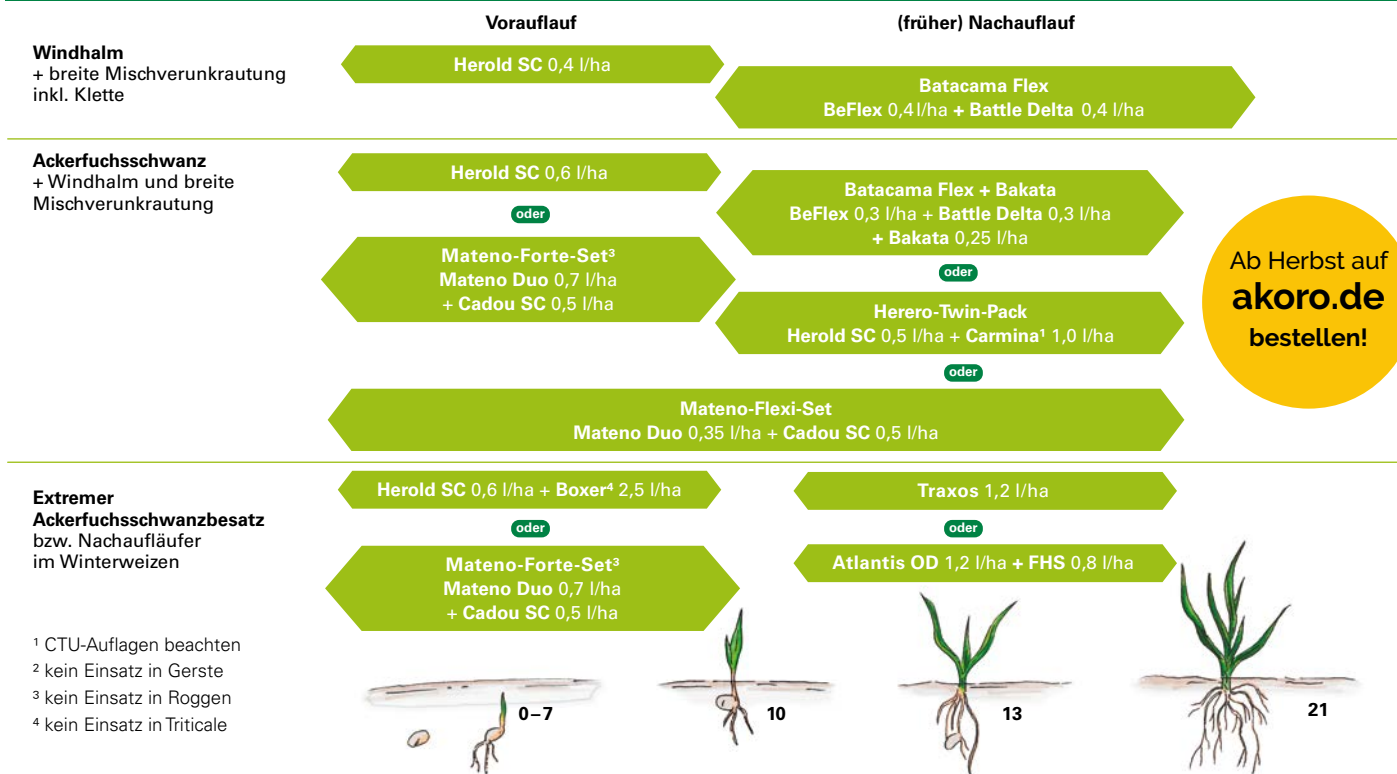 Vorauflauf
(früher) Nachauflauf
Windhalm
+ breite Mischverunkrautung
inkl. Klette
Herold SC 0,4 l/ha
Batacama Flex
BeFlex 0,4 l/ha + Battle Delta 0,4 l/ha
Ackerfuchsschwanz
+ Windhalm und breite
Mischverunkrautung
Herold SC 0,6 l/ha
oder
Mateno-Forte-Set³
Mateno Duo 0,7 l/ha
+ Cadou SC 0,5 l/ha
Batacama Flex + Bakata
BeFlex 0,3 l/ha + Battle Delta 0,3 l/ha
+ Bakata 0,25 l/ha
oder
Herero-Twin-Pack
Herold SC 0,5 l/ha + Carmina¹ 1,0 l/ha
oder
Mateno-Flexi-Set
Mateno Duo 0,35 l/ha + Cadou SC 0,5 l/ha
Ab Herbst auf
akoro.de
bestellen!
Extremer
Ackerfuchsschwanzbesatz
bzw. Nachaufläufer
im Winterweizen
Herold SC 0,6 l/ha + Boxer⁴ 2,5 l/ha
oder
Mateno-Forte-Set³
Mateno Duo 0,7 l/ha
+ Cadou SC 0,5 l/ha
Traxos 1,2 l/ha
oder
Atlantis OD 1,2 l/ha + FHS 0,8 l/ha
¹ CTU-Auflagen beachten
² kein Einsatz in Gerste
³ kein Einsatz in Roggen
⁴ kein Einsatz in Triticale
0–7
10
13
21